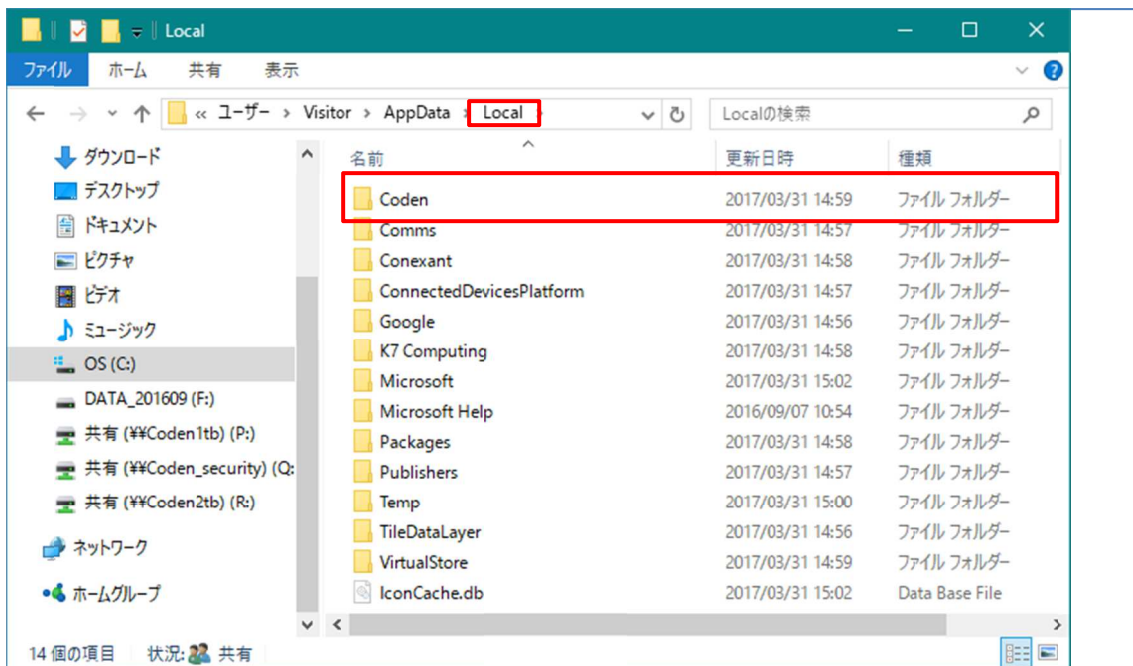 Local
ファイル ホーム 共有 表示
« ユーザー > Visitor > AppData > Local > Localの検索
ダウンロード
デスクトップ
ドキュメント
ピクチャ
ビデオ
ミュージック
OS (C:)
DATA_201609 (F:)
共有 (¥¥Coden1tb) (P:)
共有 (¥¥Coden_security) (Q:
共有 (¥¥Coden2tb) (R:)
ネットワーク
ホームグループ
名前 更新日時 種類
Coden 2017/03/31 14:59 ファイル フォルダー
Comms 2017/03/31 14:57 ファイル フォルダー
Conexant 2017/03/31 14:58 ファイル フォルダー
ConnectedDevicesPlatform 2017/03/31 14:57 ファイル フォルダー
Google 2017/03/31 14:56 ファイル フォルダー
K7 Computing 2017/03/31 14:58 ファイル フォルダー
Microsoft 2017/03/31 15:02 ファイル フォルダー
Microsoft Help 2016/09/07 10:54 ファイル フォルダー
Packages 2017/03/31 14:58 ファイル フォルダー
Publishers 2017/03/31 14:57 ファイル フォルダー
Temp 2017/03/31 15:00 ファイル フォルダー
TileDataLayer 2017/03/31 14:56 ファイル フォルダー
VirtualStore 2017/03/31 14:59 ファイル フォルダー
IconCache.db 2017/03/31 15:02 Data Base File
14 個の項目 状況: 共有